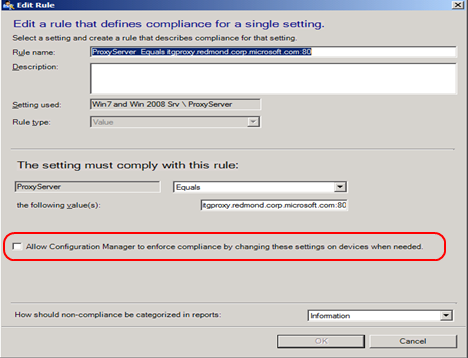 Edit Rule
Edit a rule that defines compliance for a single setting.
Select a setting and create a rule that describes compliance for that setting.
Rule name: ProxyServer Equals itgproxy.redmond.corp.microsoft.com:80
Description:
Setting used: Win7 and Win 2008 Srv \ ProxyServer
Rule type: Value
The setting must comply with this rule:
ProxyServer Equals
the following value(s): itgproxy.redmond.corp.microsoft.com:80
Allow Configuration Manager to enforce compliance by changing these settings on devices when needed.
How should non-compliance be categorized in reports: Information
OK Cancel